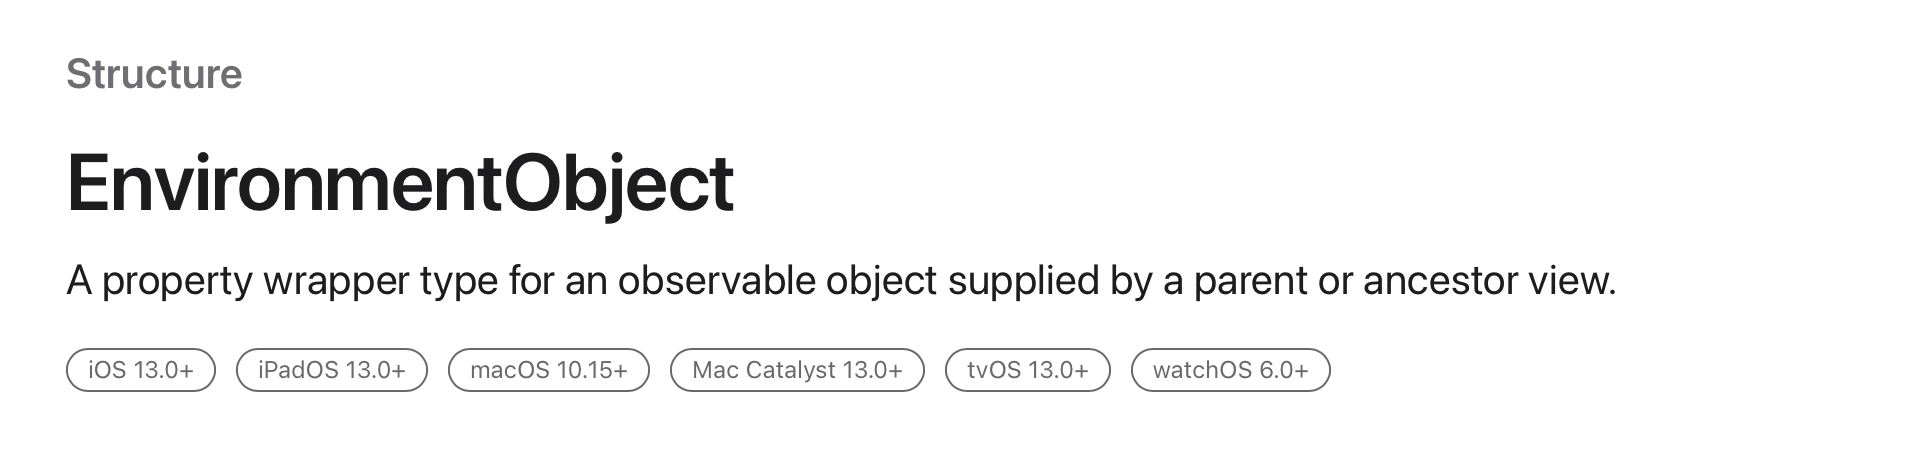 Structure
EnvironmentObject
A property wrapper type for an observable object supplied by a parent or ancestor view.
iOS 13.0+ iPadOS 13.0+ macOS 10.15+ Mac Catalyst 13.0+ tvOS 13.0+ watchOS 6.0+